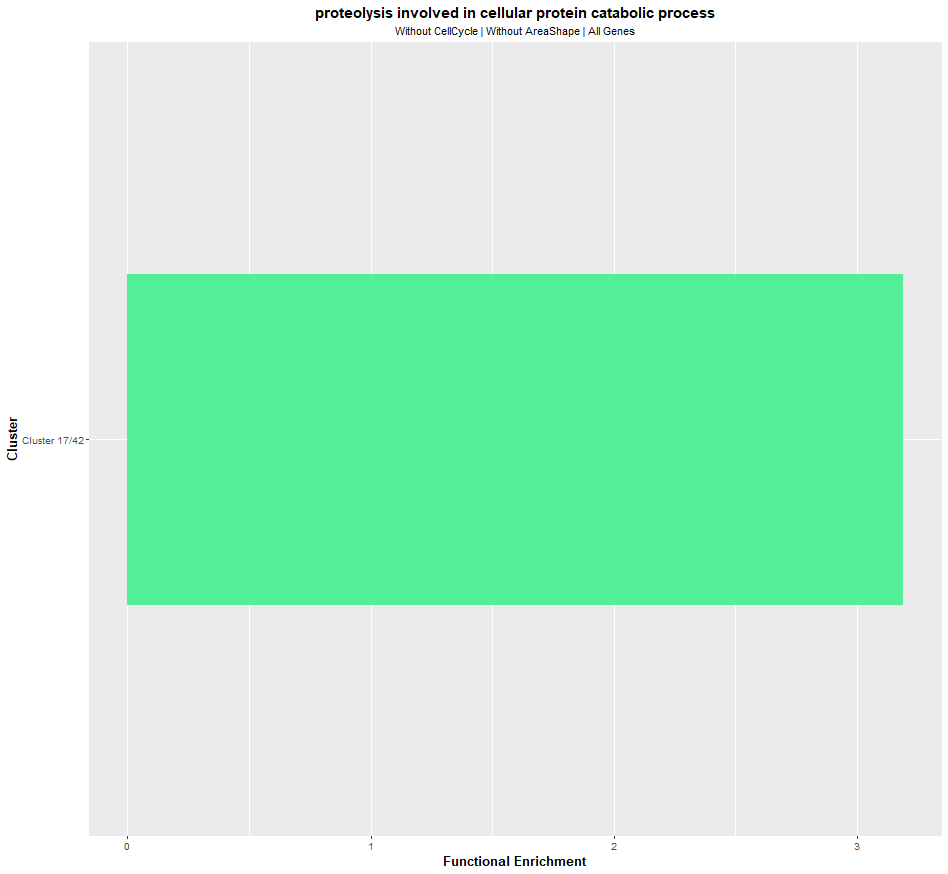 proteolysis involved in cellular protein catabolic process
Without CellCycle | Without AreaShape | All Genes
Cluster
Cluster 17/42
0 1 2 3
Functional Enrichment